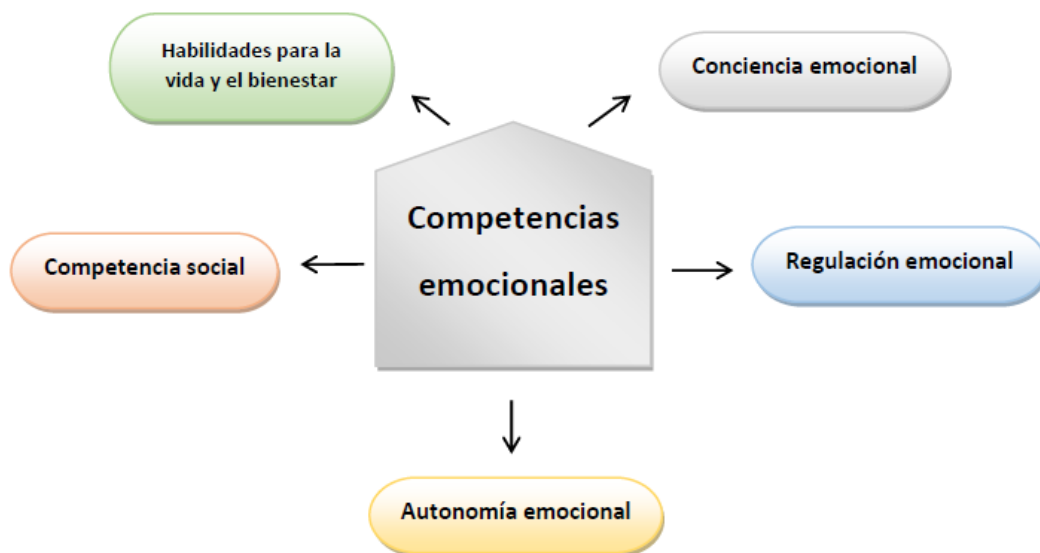 Habilidades para la
vida y el bienestar
Conciencia emocional
Competencias
emocionales
Competencia social
Regulación emocional
Autonomía emocional